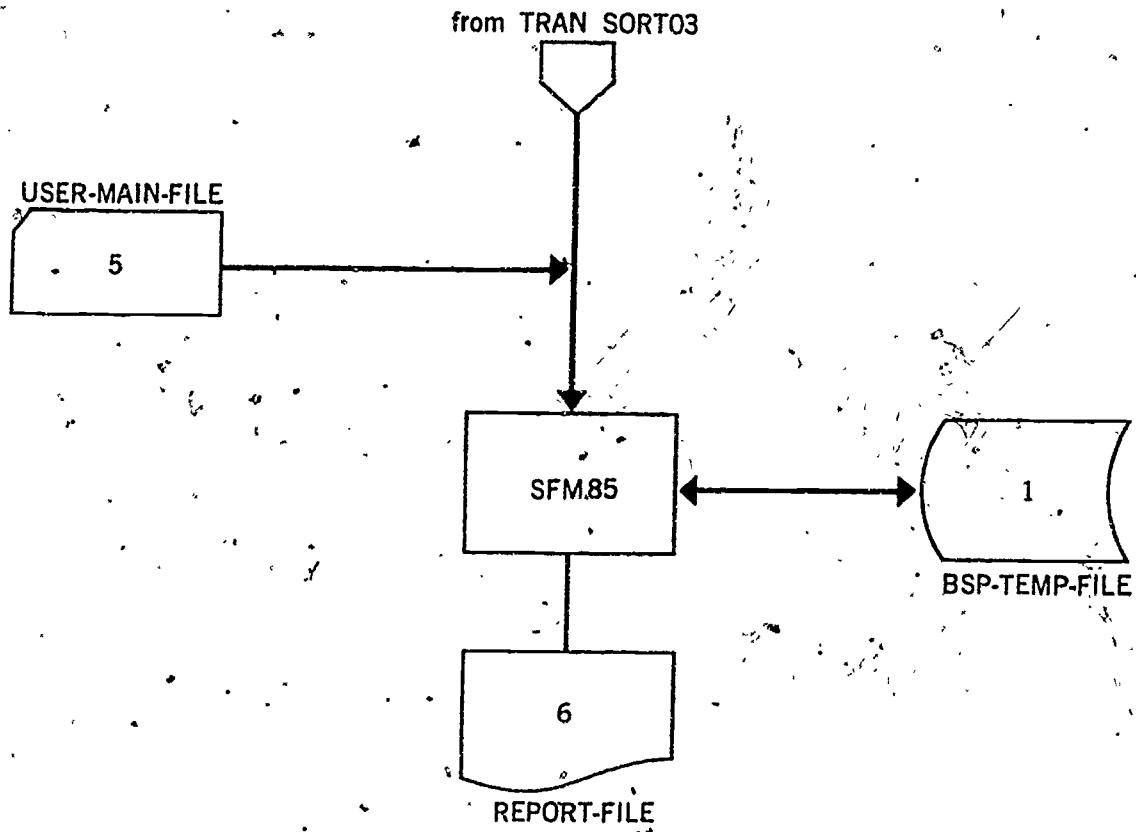 from TRAN SORT03
USER-MAIN-FILE
5
SFM.85
1
BSP-TEMP-FILE
6
REPORT-FILE